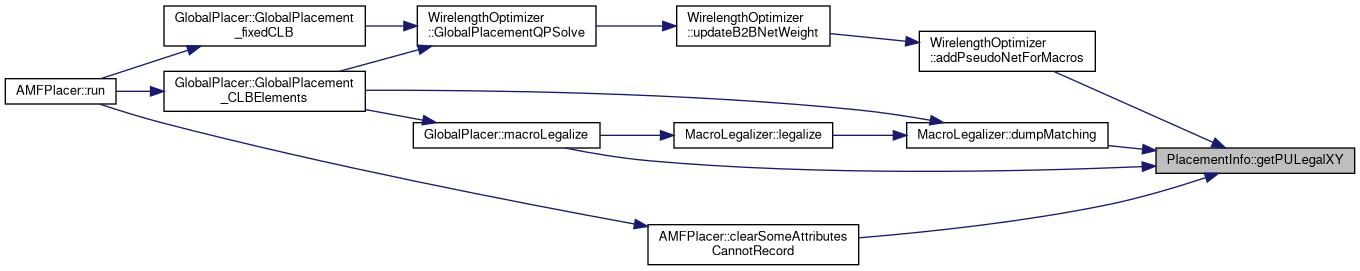 GlobalPlacer::GlobalPlacement
_fixedCLB
WirelengthOptimizer
::GlobalPlacementQPSolve
WirelengthOptimizer
::updateB2BNetWeight
WirelengthOptimizer
::addPseudoNetForMacros
AMFPlacer::run
GlobalPlacer::GlobalPlacement
_CLBElements
GlobalPlacer::macroLegalize
MacroLegalizer::legalize
MacroLegalizer::dumpMatching
PlacementInfo::getPULegalXY
AMFPlacer::clearSomeAttributes
CannotRecord